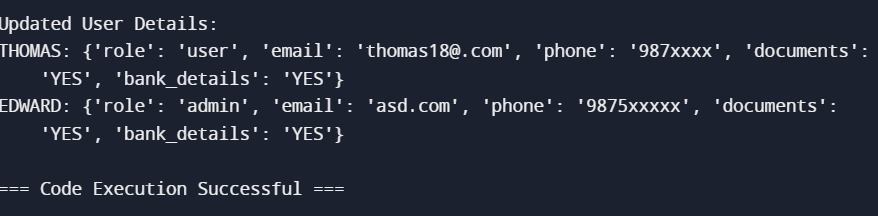 Updated User Details:
THOMAS: {'role': 'user', 'email': 'thomas18@.com', 'phone': '987xxxx', 'documents':
'YES', 'bank_details': 'YES'}
EDWARD: {'role': 'admin', 'email': 'asd.com', 'phone': '9875xxxxx', 'documents':
'YES', 'bank_details': 'YES'}
=== Code Execution Successful ===